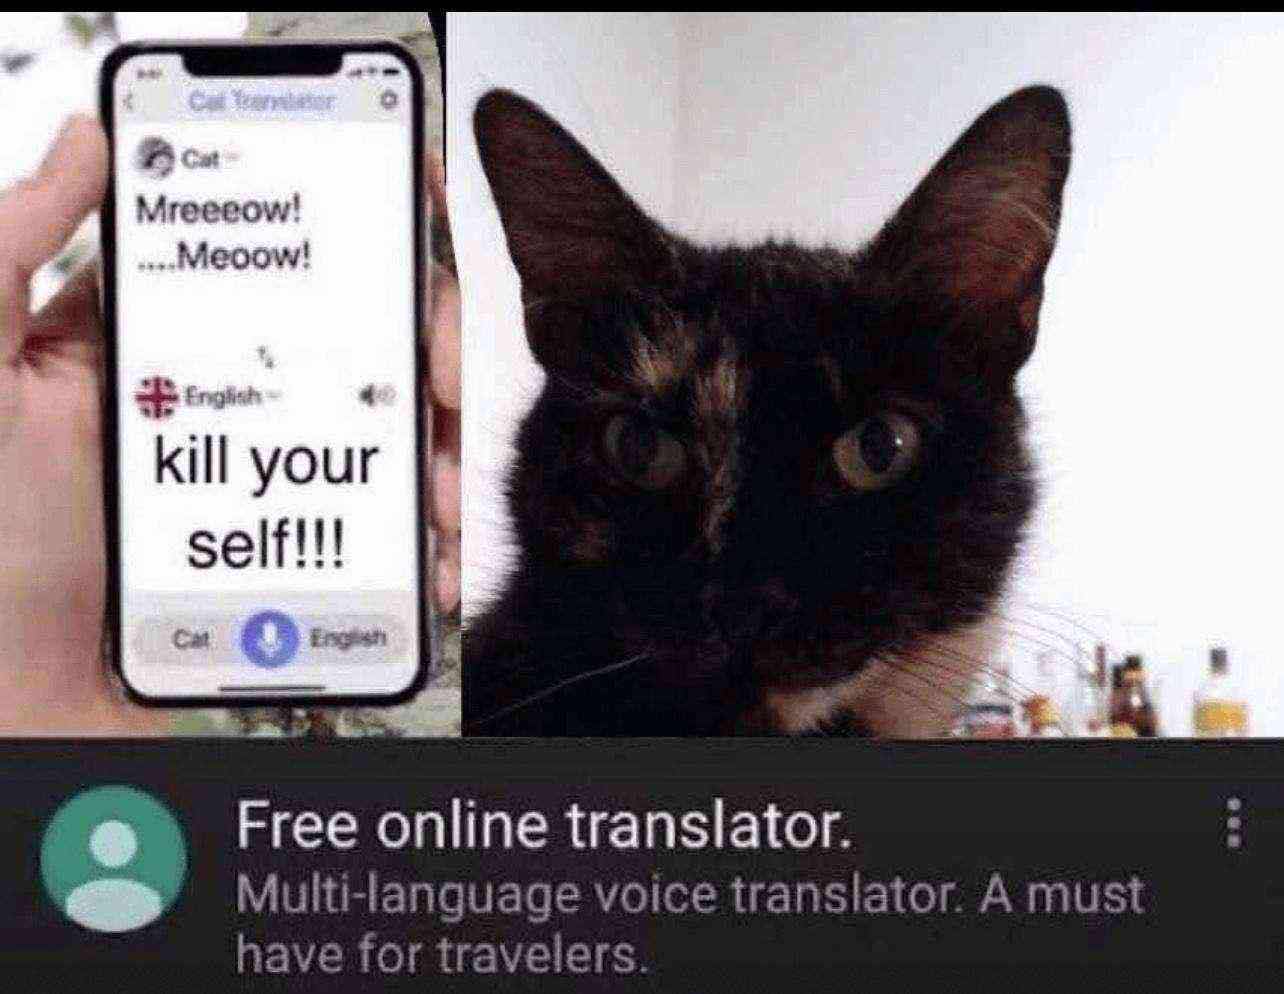 Cat Translator
Cat
Mreeeow!
....Meoow!
English
kill your
self!!!
Cat
English
Free online translator.
Multi-language voice translator. A must
have for travelers.